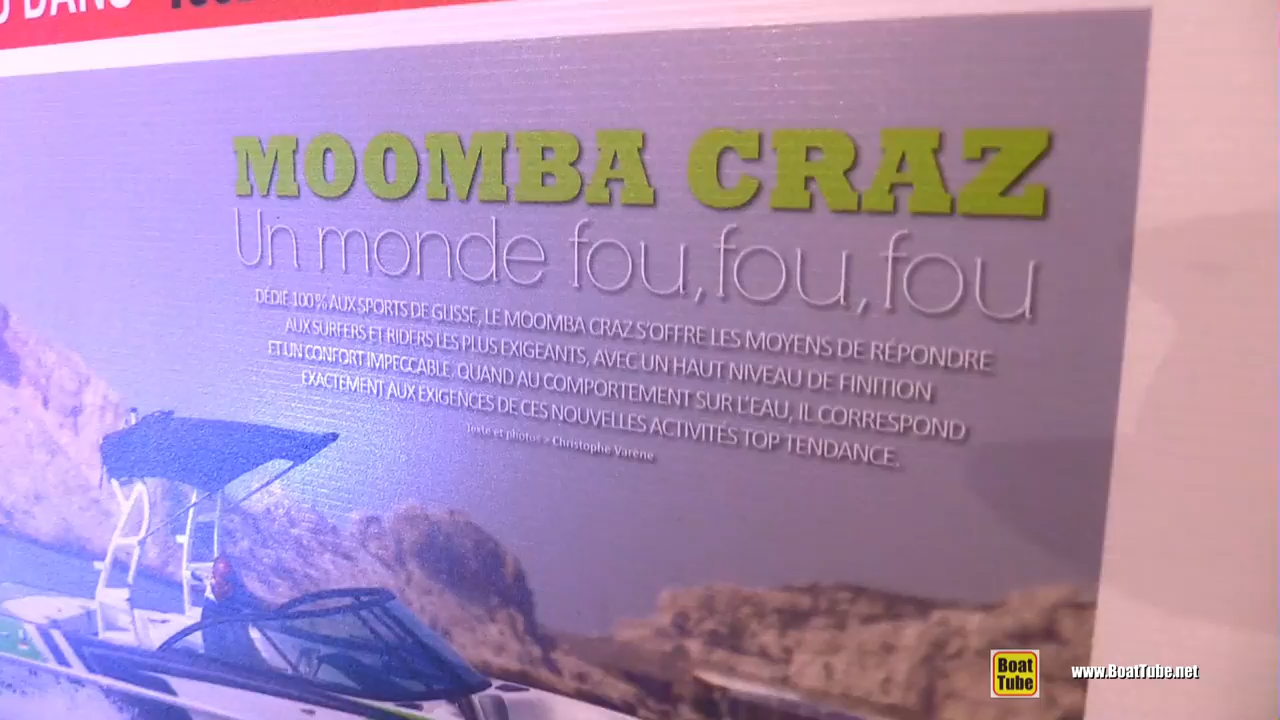 DANS
MOOMBA CRAZ
Un monde fou, fou, fou
DÉDIÉ 100 % AUX SPORTS DE GLISSE, LE MOOMBA CRAZ S'OFFRE LES MOYENS DE RÉPONDRE
AUX SURFERS ET RIDERS LES PLUS EXIGEANTS, AVEC UN HAUT NIVEAU DE FINITION
ET UN CONFORT IMPECCABLE. QUAND AU COMPORTEMENT SUR L'EAU, IL CORRESPOND
EXACTEMENT AUX EXIGENCES DE CES NOUVELLES ACTIVITÉS TOP TENDANCE.
Texte et photos > Christophe Varène
Boat
Tube
www.BoatTube.net